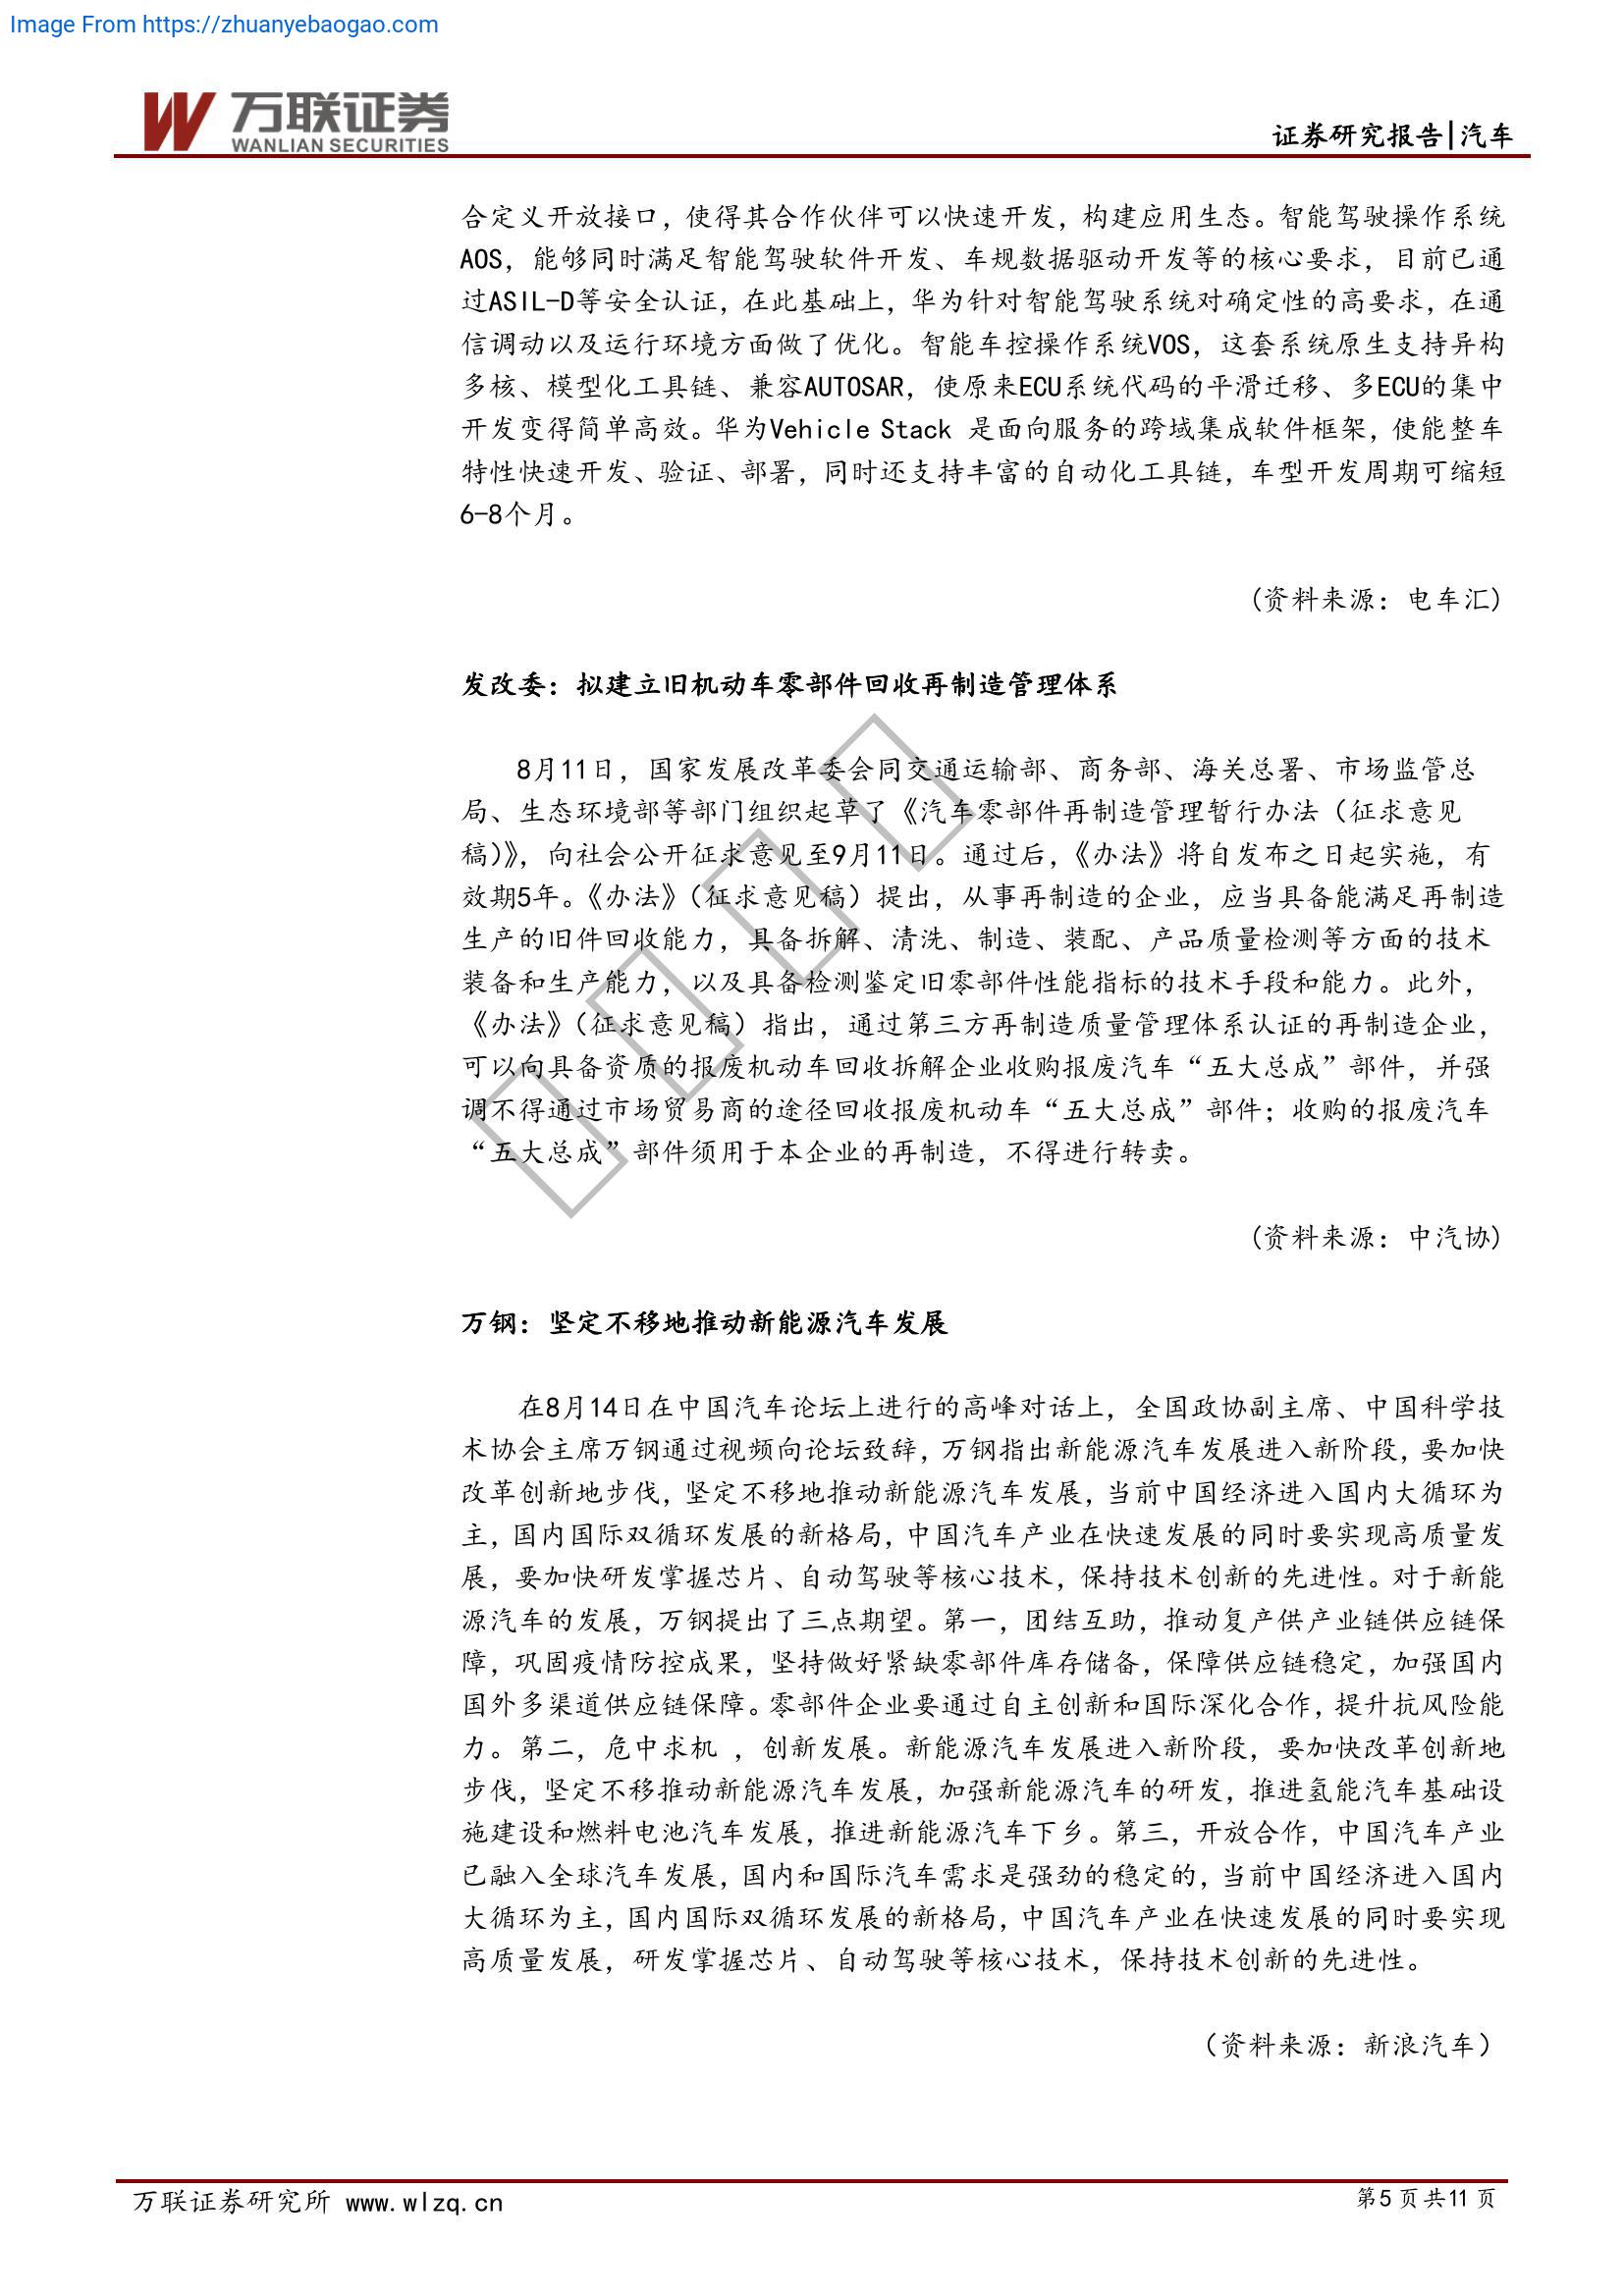 Image From https://zhuanyebaogao.com
万联证券
WANLIAN SECURITIES
证券研究报告|汽车
合定义开放接口，使得其合作伙伴可以快速开发，构建应用生态。智能驾驶操作系统
AOS，能够同时满足智能驾驶软件开发、车规数据驱动开发等的核心要求，目前已通
过ASIL-D等安全认证，在此基础上，华为针对智能驾驶系统对确定性的高要求，在通
信调动以及运行环境方面做了优化。智能车控操作系统VOS，这套系统原生支持异构
多核、模型化工具链、兼容AUTOSAR，使原来ECU系统代码的平滑迁移、多ECU的集中
开发变得简单高效。华为Vehicle Stack 是面向服务的跨域集成软件框架，使能整车
特性快速开发、验证、部署，同时还支持丰富的自动化工具链，车型开发周期可缩短
6-8个月。
（资料来源：电车汇)
发改委：拟建立旧机动车零部件回收再制造管理体系
8月11日，国家发展改革委会同交通运输部、商务部、海关总署、市场监管总
局、生态环境部等部门组织起草了《汽车零部件再制造管理暂行办法（征求意见
稿）》，向社会公开征求意见至9月11日。通过后，《办法》将自发布之日起实施，有
效期5年。《办法》（征求意见稿）提出，从事再制造的企业，应当具备能满足再制造
生产的旧件回收能力，具备拆解、清洗、制造、装配、产品质量检测等方面的技术
装备和生产能力，以及具备检测鉴定旧零部件性能指标的技术手段和能力。此外，
《办法》（征求意见稿）指出，通过第三方再制造质量管理体系认证的再制造企业，
可以向具备资质的报废机动车回收拆解企业收购报废汽车“五大总成”部件，并强
调不得通过市场贸易商的途径回收报废机动车“五大总成”部件；收购的报废汽车
“五大总成”部件须用于本企业的再制造，不得进行转卖。
（资料来源：中汽协)
万钢：坚定不移地推动新能源汽车发展
在8月14日在中国汽车论坛上进行的高峰对话上，全国政协副主席、中国科学技
术协会主席万钢通过视频向论坛致辞，万钢指出新能源汽车发展进入新阶段，要加快
改革创新地步伐，坚定不移地推动新能源汽车发展，当前中国经济进入国内大循环为
主，国内国际双循环发展的新格局，中国汽车产业在快速发展的同时要实现高质量发
展，要加快研发掌握芯片、自动驾驶等核心技术，保持技术创新的先进性。对于新能
源汽车的发展，万钢提出了三点期望。第一，团结互助，推动复产供产业链供应链保
障，巩固疫情防控成果，坚持做好紧缺零部件库存储备，保障供应链稳定，加强国内
国外多渠道供应链保障。零部件企业要通过自主创新和国际深化合作，提升抗风险能
力。第二，危中求机 ，创新发展。新能源汽车发展进入新阶段，要加快改革创新地
步伐，坚定不移推动新能源汽车发展，加强新能源汽车的研发，推进氢能汽车基础设
施建设和燃料电池汽车发展，推进新能源汽车下乡。第三，开放合作，中国汽车产业
已融入全球汽车发展，国内和国际汽车需求是强劲的稳定的，当前中国经济进入国内
大循环为主，国内国际双循环发展的新格局，中国汽车产业在快速发展的同时要实现
高质量发展，研发掌握芯片、自动驾驶等核心技术，保持技术创新的先进性。
（资料来源：新浪汽车）
万联证券研究所 www.wlzq.cn
第5 页 共11 页